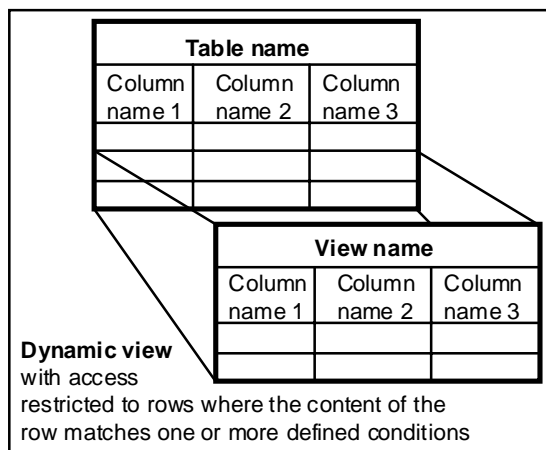 Table name
Column Column Column
name 1 name 2 name 3
View name
Column Column Column
name 1 name 2 name 3
Dynamic view
with access
restricted to rows where the content of the
row matches one or more defined conditions